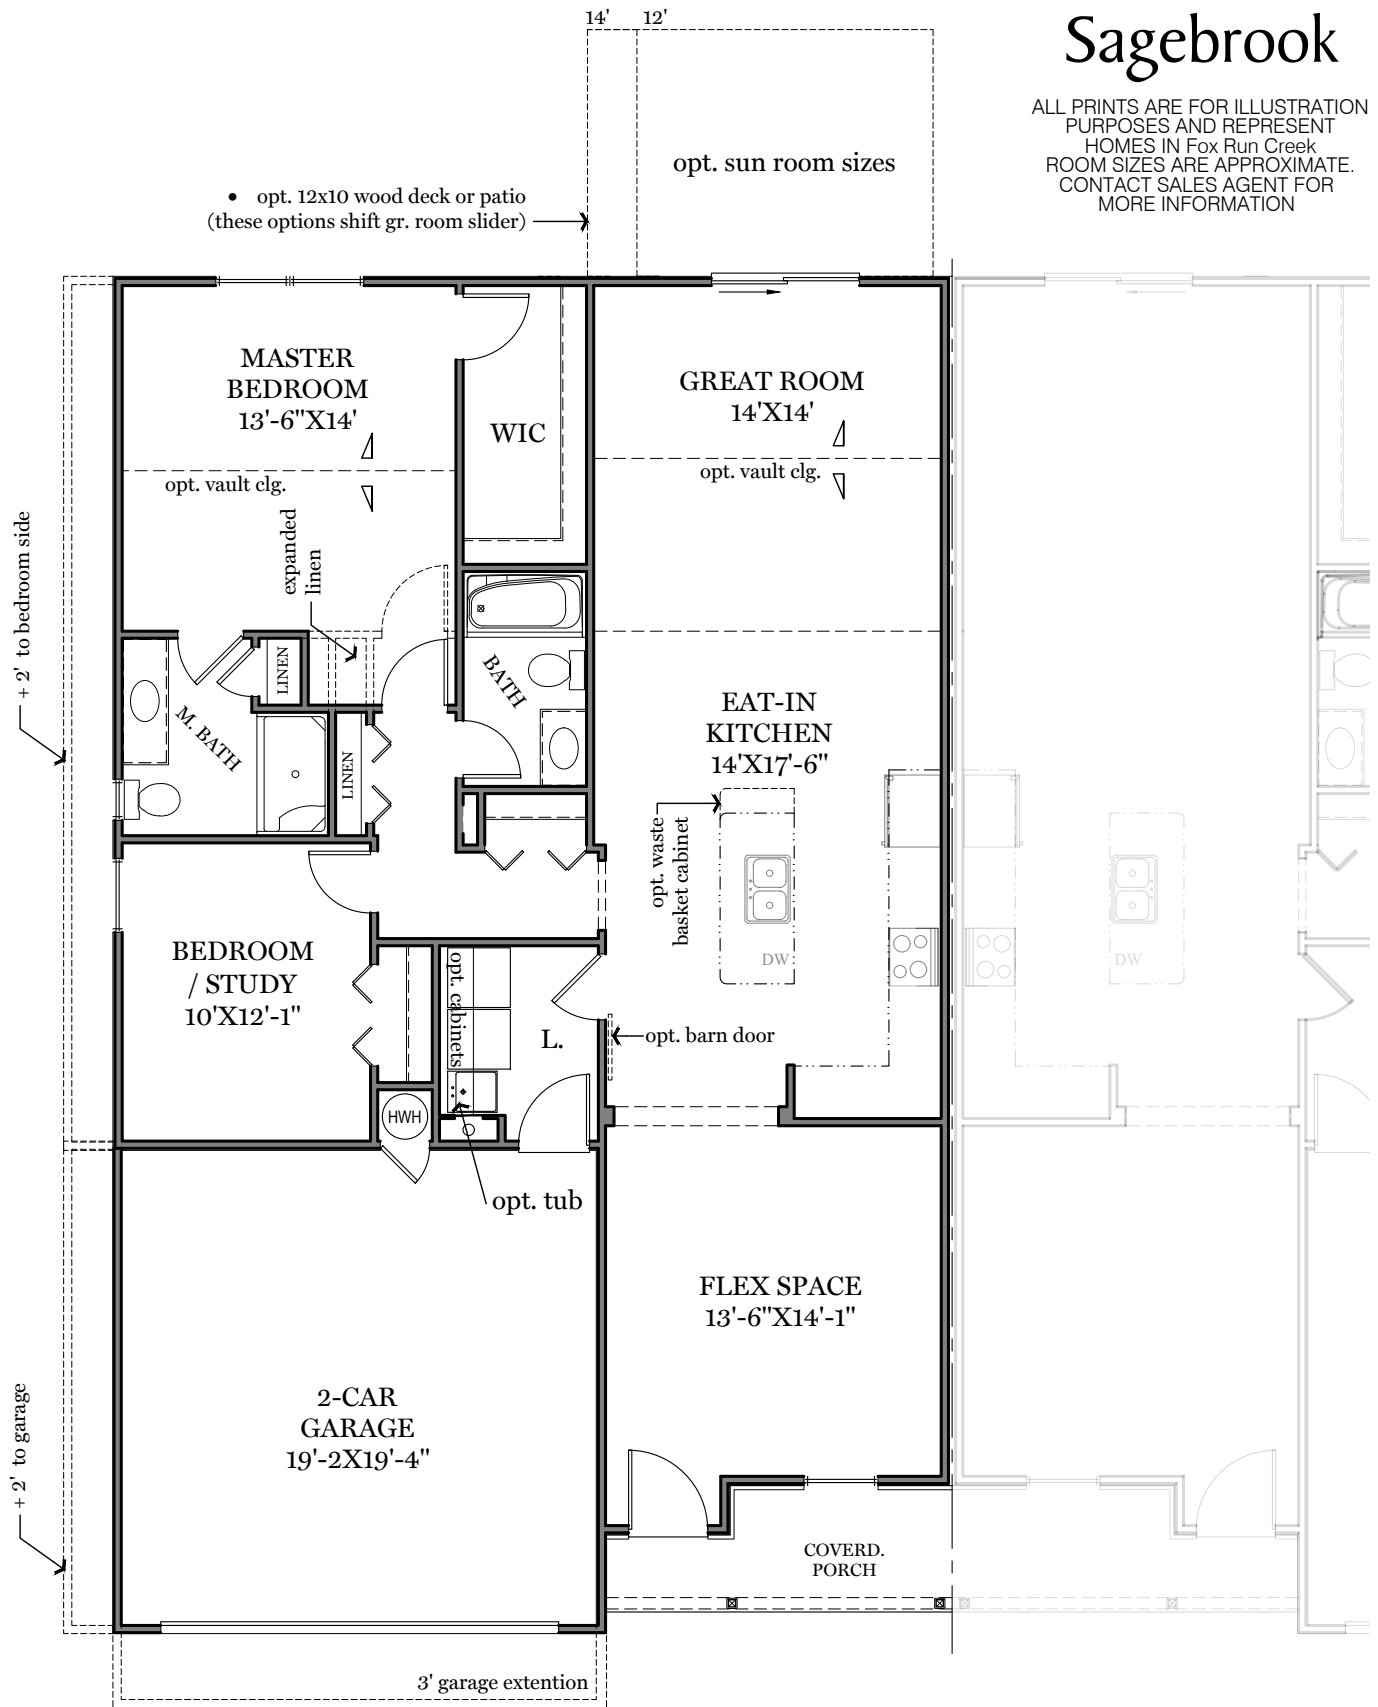 14'
12'
Sagebrook
ALL PRINTS ARE FOR ILLUSTRATION
PURPOSES AND REPRESENT
HOMES IN Fox Run Creek
ROOM SIZES ARE APPROXIMATE.
CONTACT SALES AGENT FOR
MORE INFORMATION
opt. sun room sizes
• opt. 12x10 wood deck or patio
(these options shift gr. room slider)
MASTER
BEDROOM
13'-6"X14'
WIC
GREAT ROOM
14'X14'
opt. vault clg.
opt. vault clg.
expanded
linen
+ 2' to bedroom side
LINEN
M. BATH
BATH
LINEN
EAT-IN
KITCHEN
14'X17'-6"
opt. waste
basket cabinet
DW
DW
BEDROOM
/ STUDY
10'X12'-1"
opt. cabinets
L.
opt. barn door
HWH
opt. tub
FLEX SPACE
13'-6"X14'-1"
2-CAR
GARAGE
19'-2X19'-4"
+ 2' to garage
COVERD.
PORCH
3' garage extention